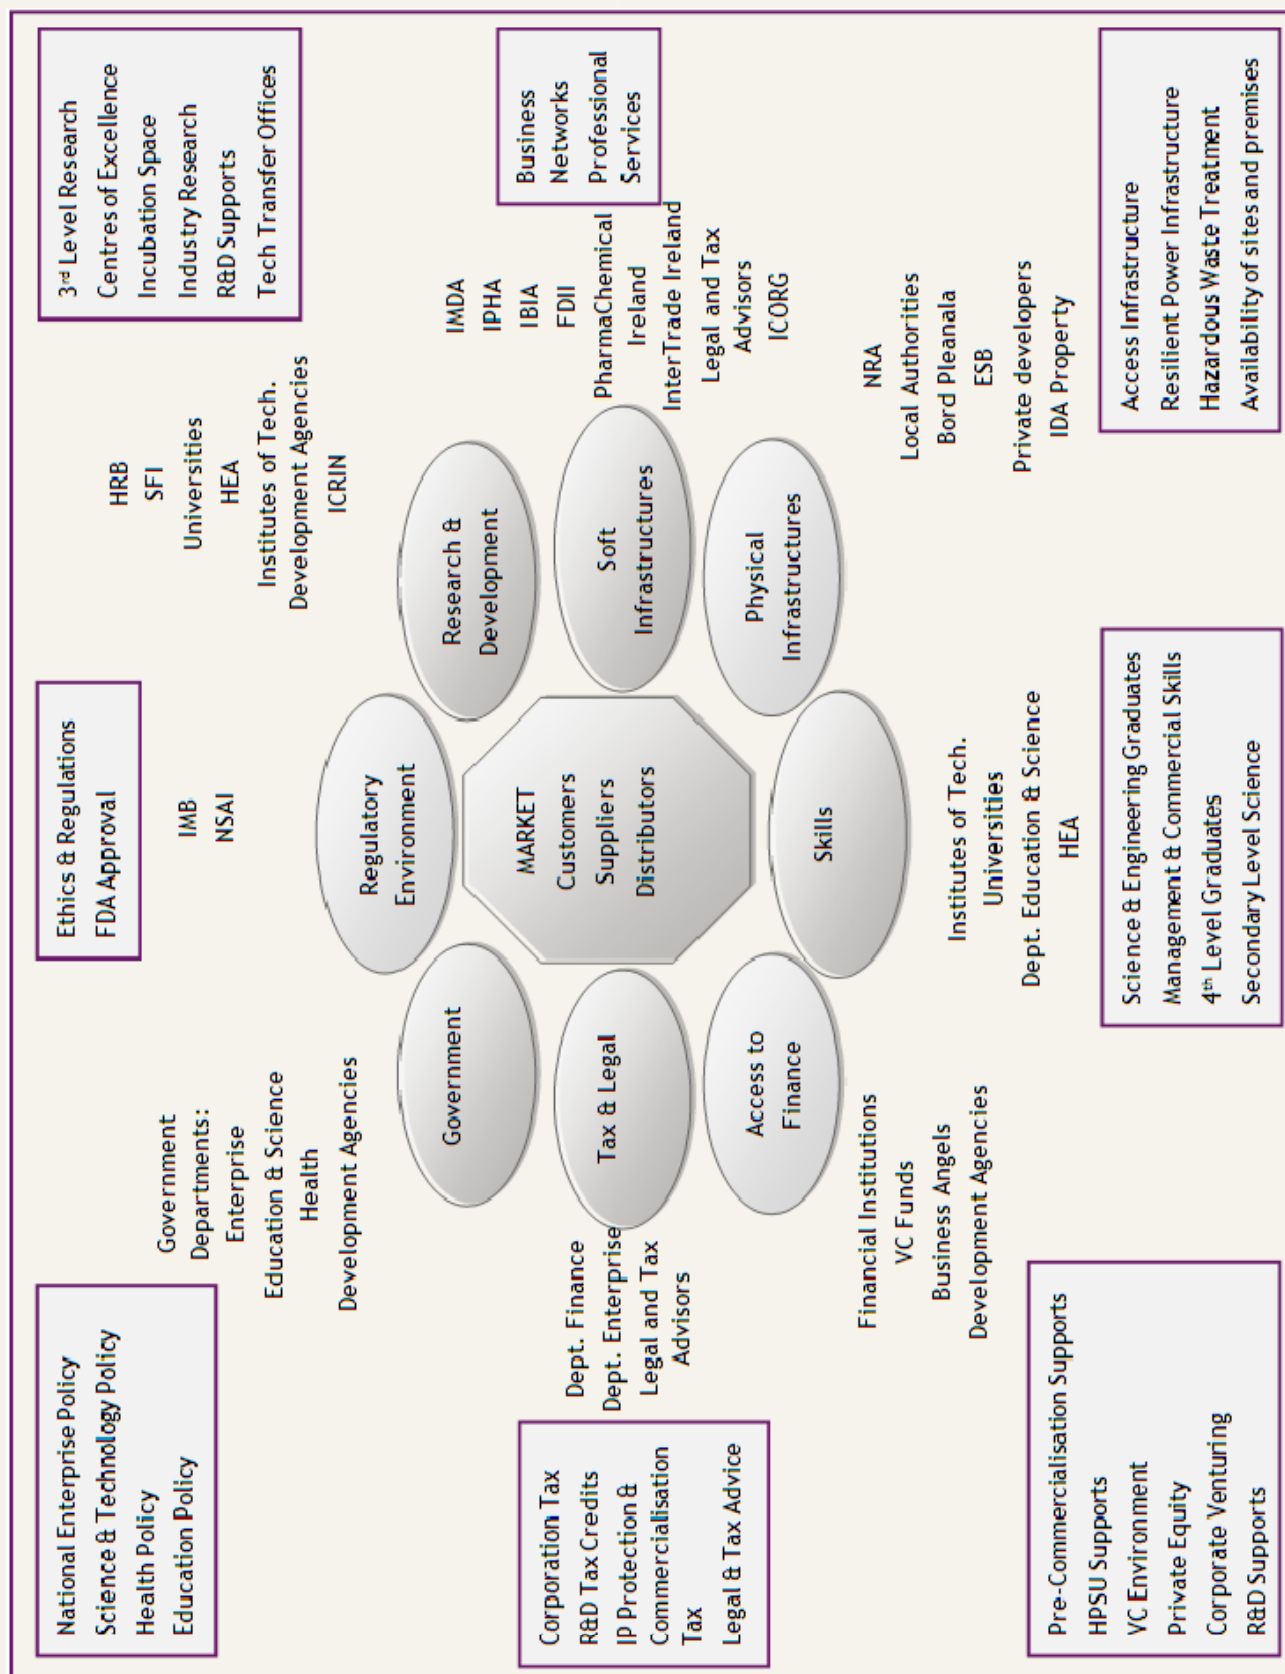 National Enterprise Policy
Science & Technology Policy
Health Policy
Education Policy
Government
Departments:
Enterprise
Education & Science
Health
Development Agencies
Ethics & Regulations
FDA Approval
IMB
NSAI
HRB
SFI
Universities
HEA
Institutes of Tech.
Development Agencies
ICRIN
3rd Level Research
Centres of Excellence
Incubation Space
Industry Research
R&D Supports
Tech Transfer Offices
Government
Regulatory
Environment
Research &
Development
Corporation Tax
R&D Tax Credits
IP Protection &
Commercialisation
Tax
Legal & Tax Advice
Dept. Finance
Dept. Enterprise
Legal and Tax
Advisors
Tax & Legal
MARKET
Customers
Suppliers
Distributors
Soft
Infrastructures
IMDA
IPHA
IBIA
FDII
PharmaChemical
Ireland
InterTrade Ireland
Legal and Tax
Advisors
ICORG
Business
Networks
Professional
Services
Access to
Finance
Skills
Physical
Infrastructures
Financial Institutions
VC Funds
Business Angels
Development Agencies
Institutes of Tech.
Universities
Dept. Education & Science
HEA
NRA
Local Authorities
Bord Pleanala
ESB
Private developers
IDA Property
Pre-Commercialisation Supports
HPSU Supports
VC Environment
Private Equity
Corporate Venturing
R&D Supports
Science & Engineering Graduates
Management & Commercial Skills
4th Level Graduates
Secondary Level Science
Access Infrastructure
Resilient Power Infrastructure
Hazardous Waste Treatment
Availability of sites and premises